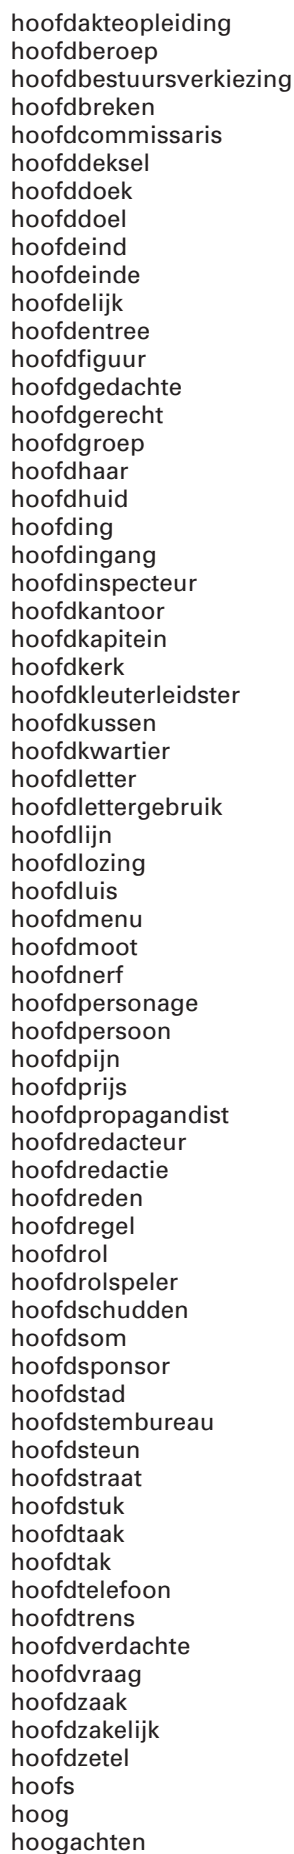 hoofdakteopleiding
hoofdberoep
hoofdbestuursverkiezing
hoofdbreken
hoofdcommissaris
hoofddeksel
hoofddoek
hoofddoel
hoofdeind
hoofdeinde
hoofdelijk
hoofdentree
hoofdfiguur
hoofdgedachte
hoofdgerecht
hoofdgroep
hoofdhaar
hoofdhuid
hoofding
hoofdingang
hoofdinspecteur
hoofdkantoor
hoofdkapitein
hoofdkerk
hoofdkleuterleidster
hoofdkussen
hoofdkwartier
hoofdletter
hoofdlettergebruik
hoofdlijn
hoofdlozing
hoofdluis
hoofdmenu
hoofdmoot
hoofdnerf
hoofdpersonage
hoofdpersoon
hoofdpijn
hoofdprijs
hoofdpropagandist
hoofdredacteur
hoofdredactie
hoofdreden
hoofdregel
hoofdrol
hoofdrolspeler
hoofdschudden
hoofdsom
hoofdsponsor
hoofdstad
hoofdstembureau
hoofdsteun
hoofdstraat
hoofdstuk
hoofdtaak
hoofdtak
hoofdtelefoon
hoofdtrens
hoofdverdachte
hoofdvraag
hoofdzaak
hoofdzakelijk
hoofdzetel
hoofs
hoog
hoogachten